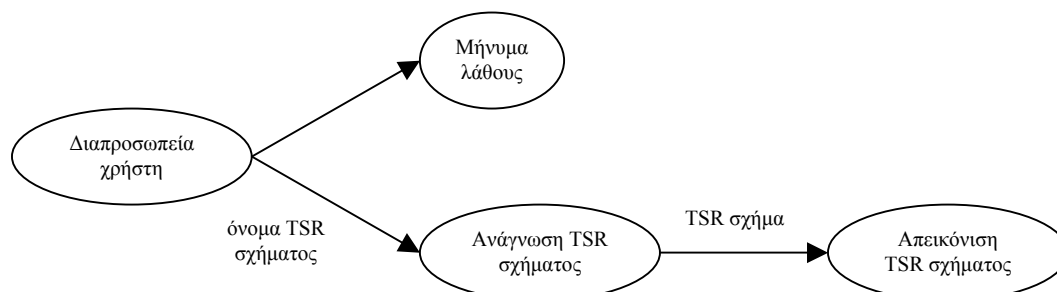 Μήνυμα
λάθους
Διαπροσωπεία
χρήστη
όνομα TSR
σχήματος
Ανάγνωση TSR
σχήματος
TSR σχήμα
Απεικόνιση
TSR σχήματος